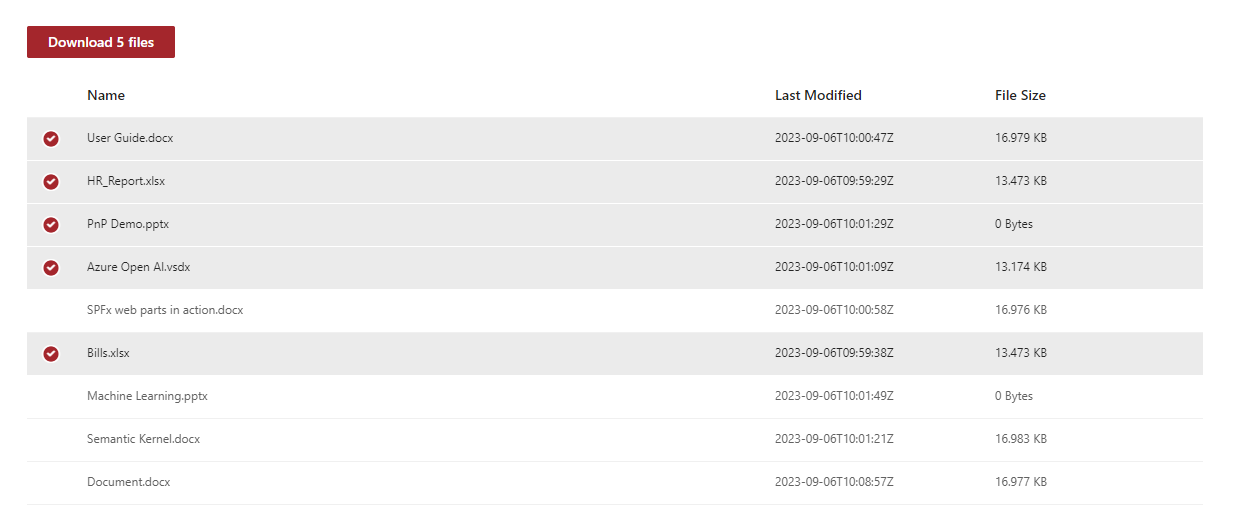 Download 5 files
Name Last Modified File Size
User Guide.docx 2023-09-06T10:00:47Z 16.979 KB
HR_Report.xlsx 2023-09-06T09:59:29Z 13.473 KB
PnP Demo.pptx 2023-09-06T10:01:29Z 0 Bytes
Azure Open AI.vsdx 2023-09-06T10:01:09Z 13.174 KB
SPFx web parts in action.docx 2023-09-06T10:00:58Z 16.976 KB
Bills.xlsx 2023-09-06T09:59:38Z 13.473 KB
Machine Learning.pptx 2023-09-06T10:01:49Z 0 Bytes
Semantic Kernel.docx 2023-09-06T10:01:21Z 16.983 KB
Document.docx 2023-09-06T10:08:57Z 16.977 KB